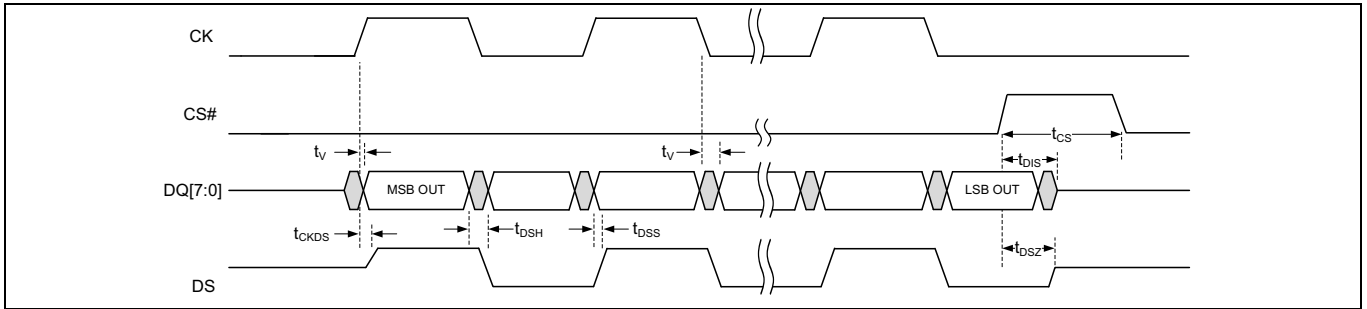 CK
CS#
tCS
tV
tV
tDIS
DQ[7:0]
MSB OUT
LSB OUT
tCKDS
tDSH
tDSS
tDSZ
DS